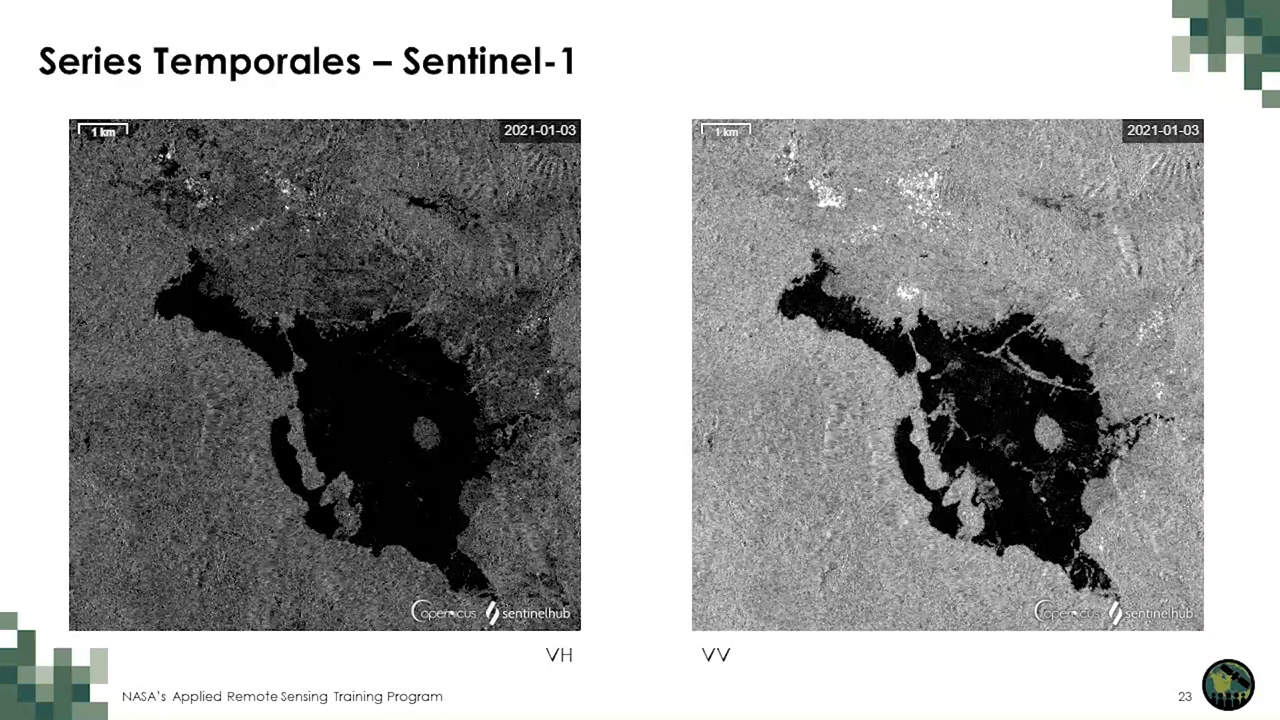 Series Temporales – Sentinel-1
1 km
2021-01-03
1 km
2021-01-03
Copernicus sentinelhub
Copernicus sentinelhub
VH
VV
NASA's Applied Remote Sensing Training Program
23